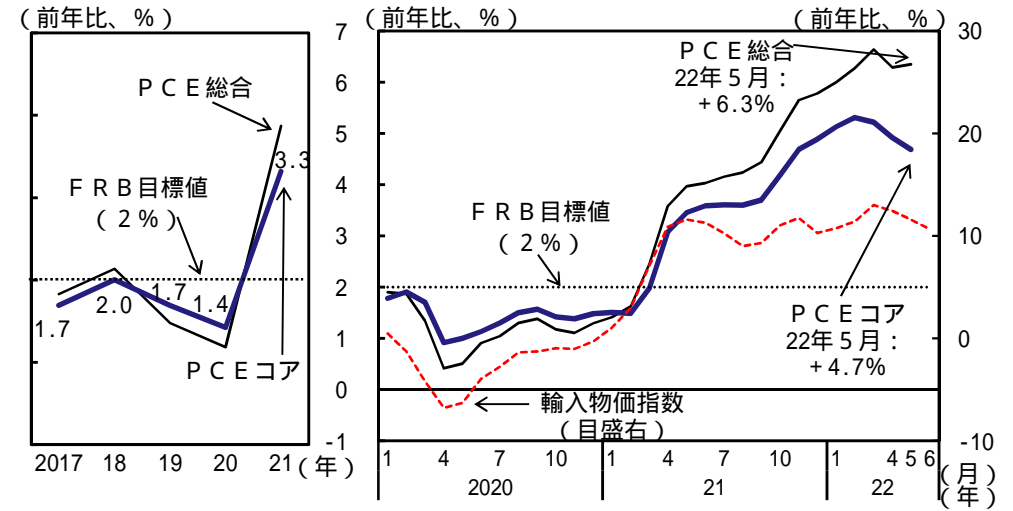 （前年比、％）
ＰＣＥ総合
3.3
ＦＲＢ目標値
（２％）
1.7
2.0
1.7
1.4
ＰＣＥコア
2017 18 19 20 21（年）
（前年比、％） （前年比、％）
7 30
6
5 20
4
3 10
2
1 0
0
-1 -10
ＰＣＥ総合
22年５月：
＋6.3%
ＦＲＢ目標値
（２％）
ＰＣＥコア
22年５月：
＋4.7%
輸入物価指数
（目盛右）
1 4 7 10 1 4 7 10 1 4 5 6（月）
2020 21 22（年）